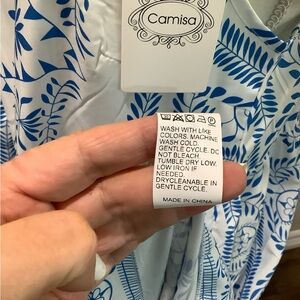 Camisa
WASH WITH LIKE
COLORS. MACHINE
WASH COLD.
GENTLE CYCLE. DO
NOT BLEACH.
TUMBLE DRY LOW.
LOW IRON IF
NEEDED.
DRYCLEANABLE IN
GENTLE CYCLE.
MADE IN CHINA